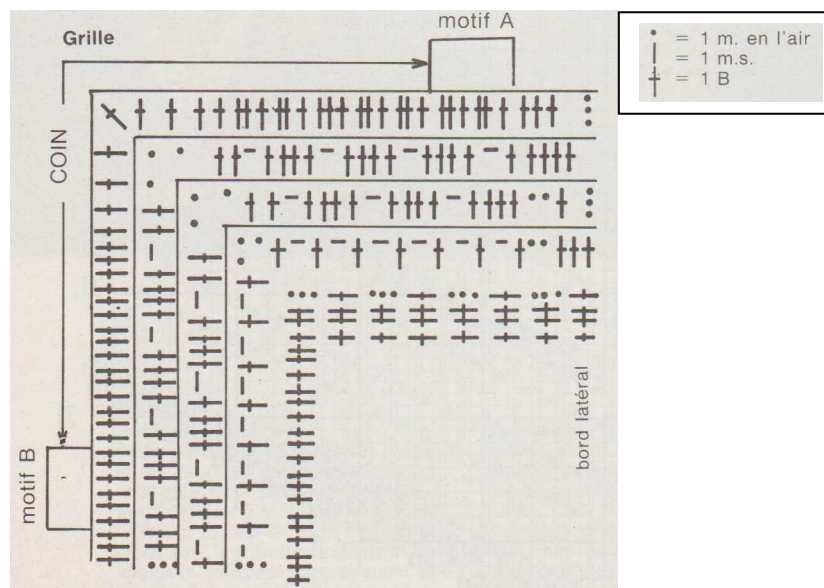 motif A
Grille
COIN
motif B
bord latéral
• = 1 m. en l'air
| = 1 m.s.
† = 1 B